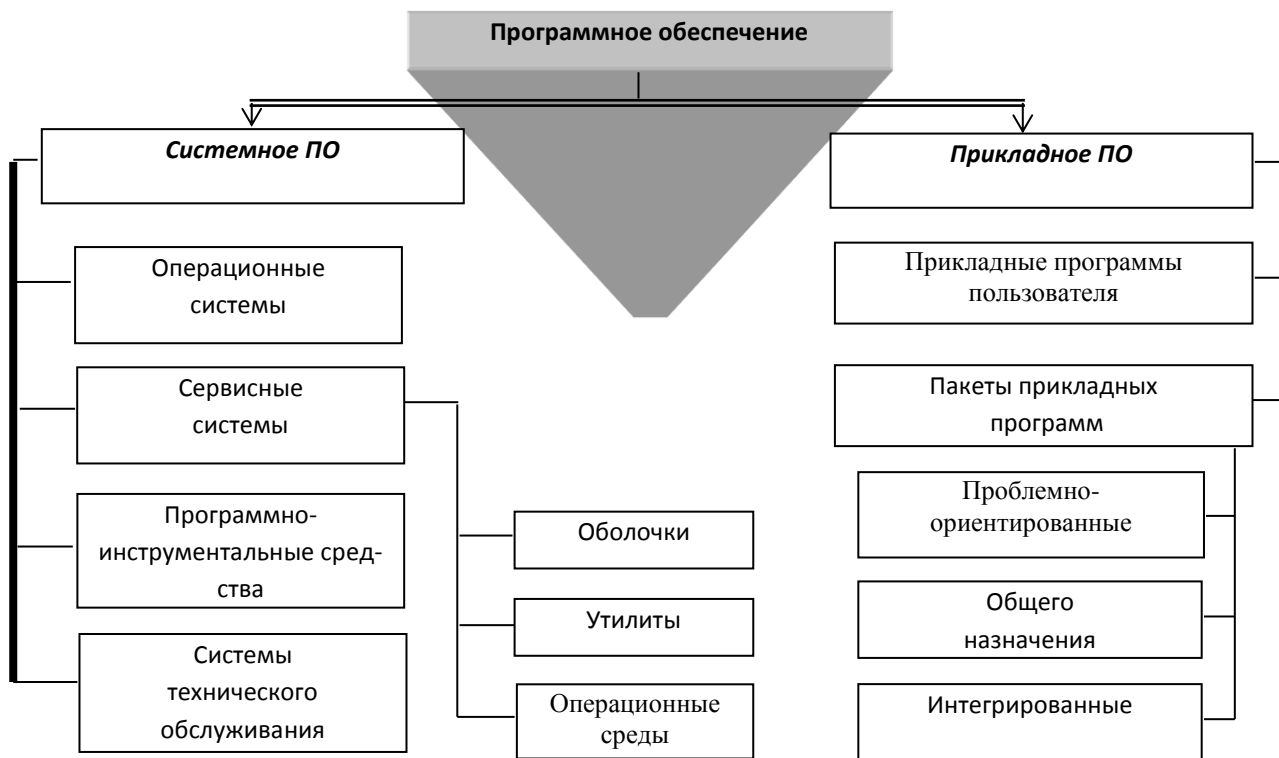 Программное обеспечение
Системное ПО
Прикладное ПО
Операционные
системы
Прикладные программы
пользователя
Сервисные
системы
Пакеты прикладных
программ
Программно-
инструментальные сред-
ства
Оболочки
Проблемно-
ориентированные
Утилиты
Общего
назначения
Системы
технического
обслуживания
Операционные
среды
Интегрированные